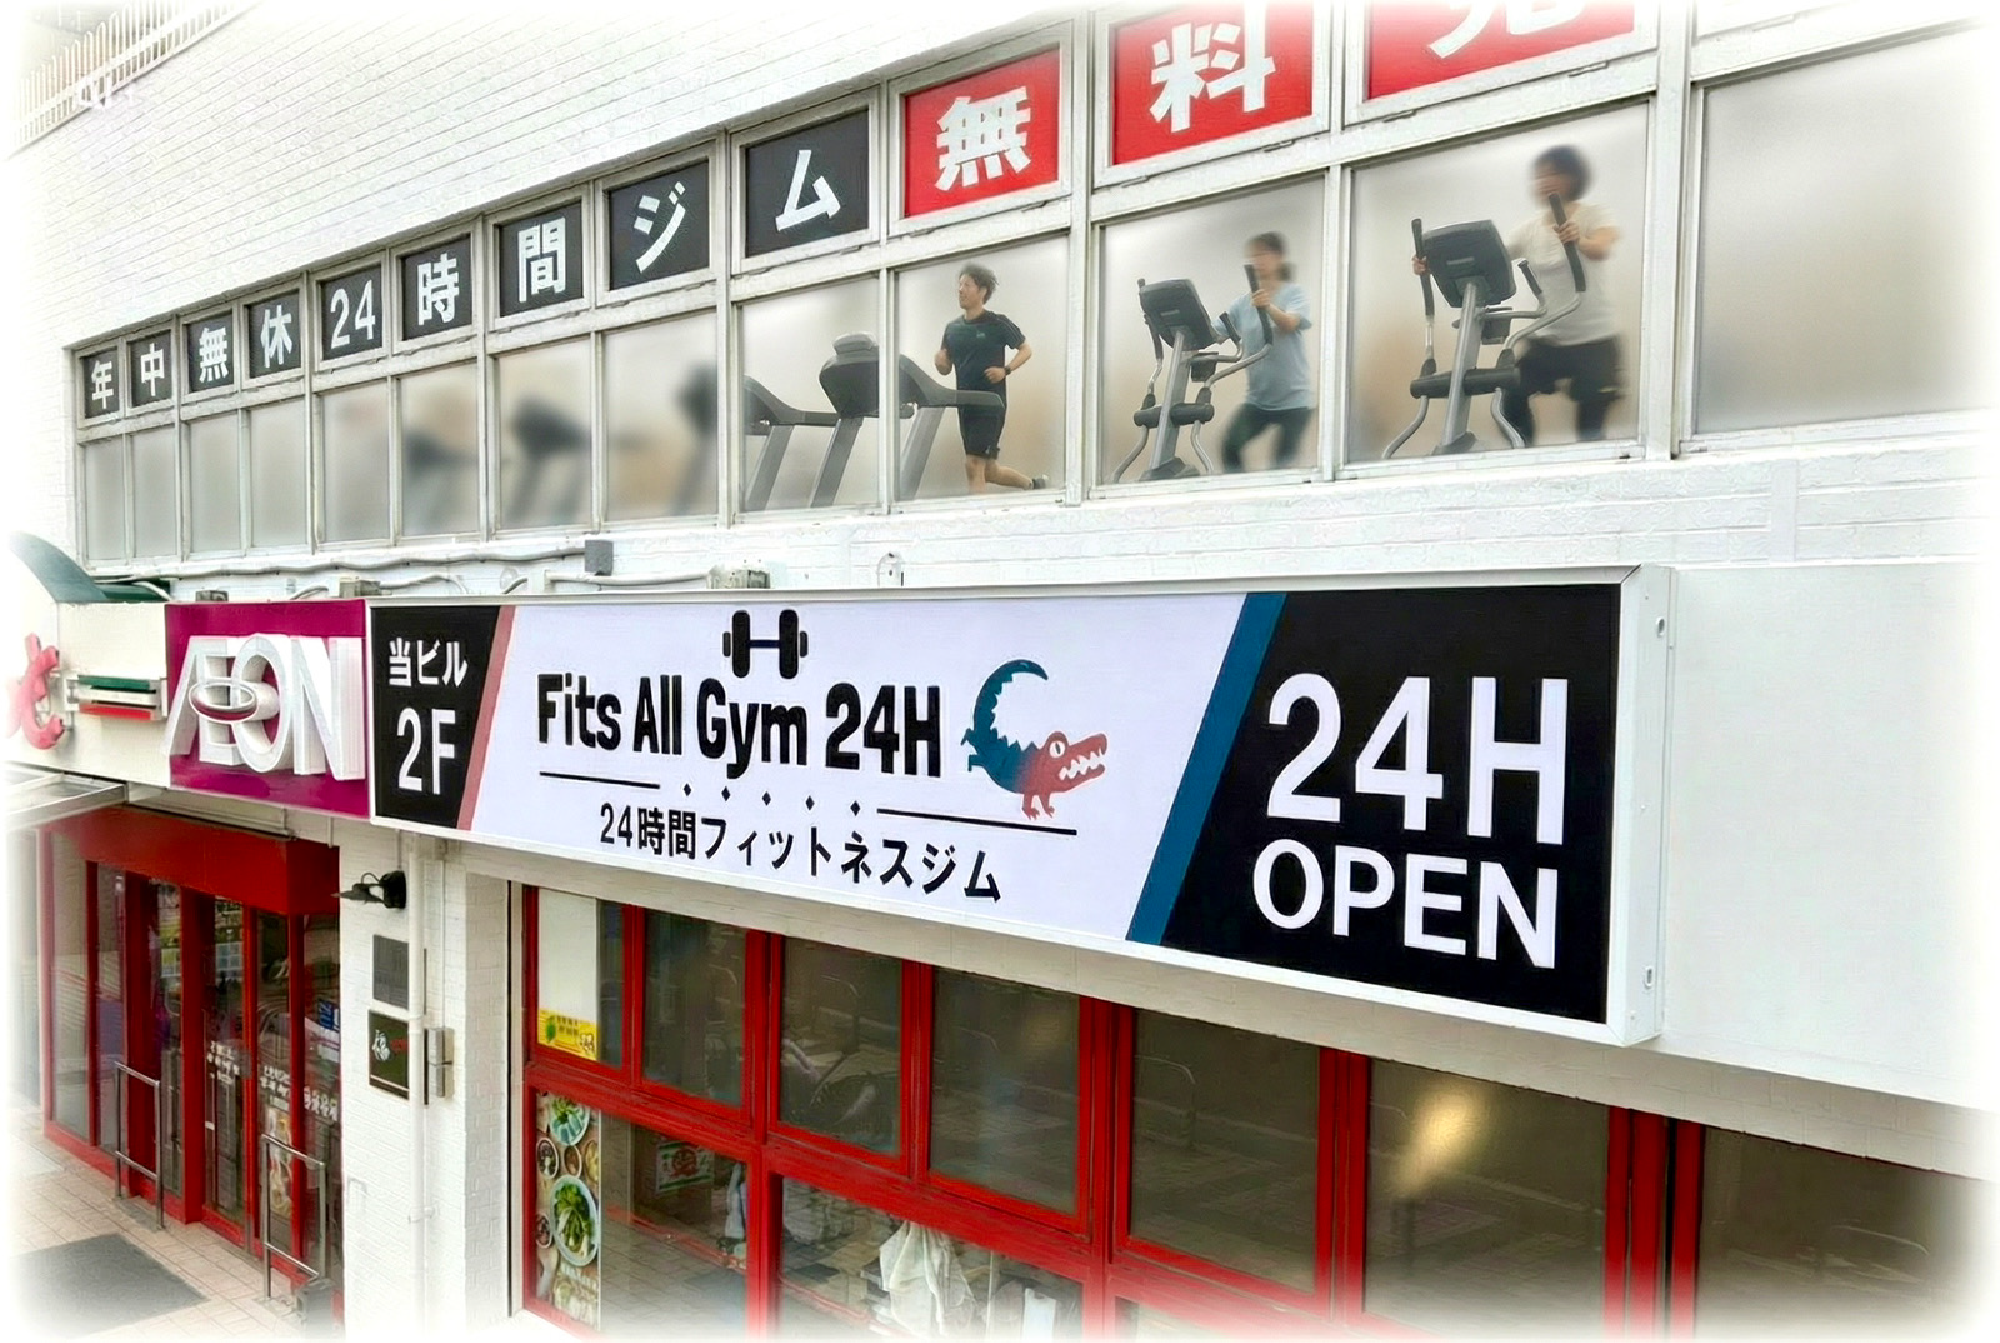 年中無休24時間ジム無料
AEON
当ビル
2F
Fits All Gym 24H
24時間フィットネスジム
24H
OPEN